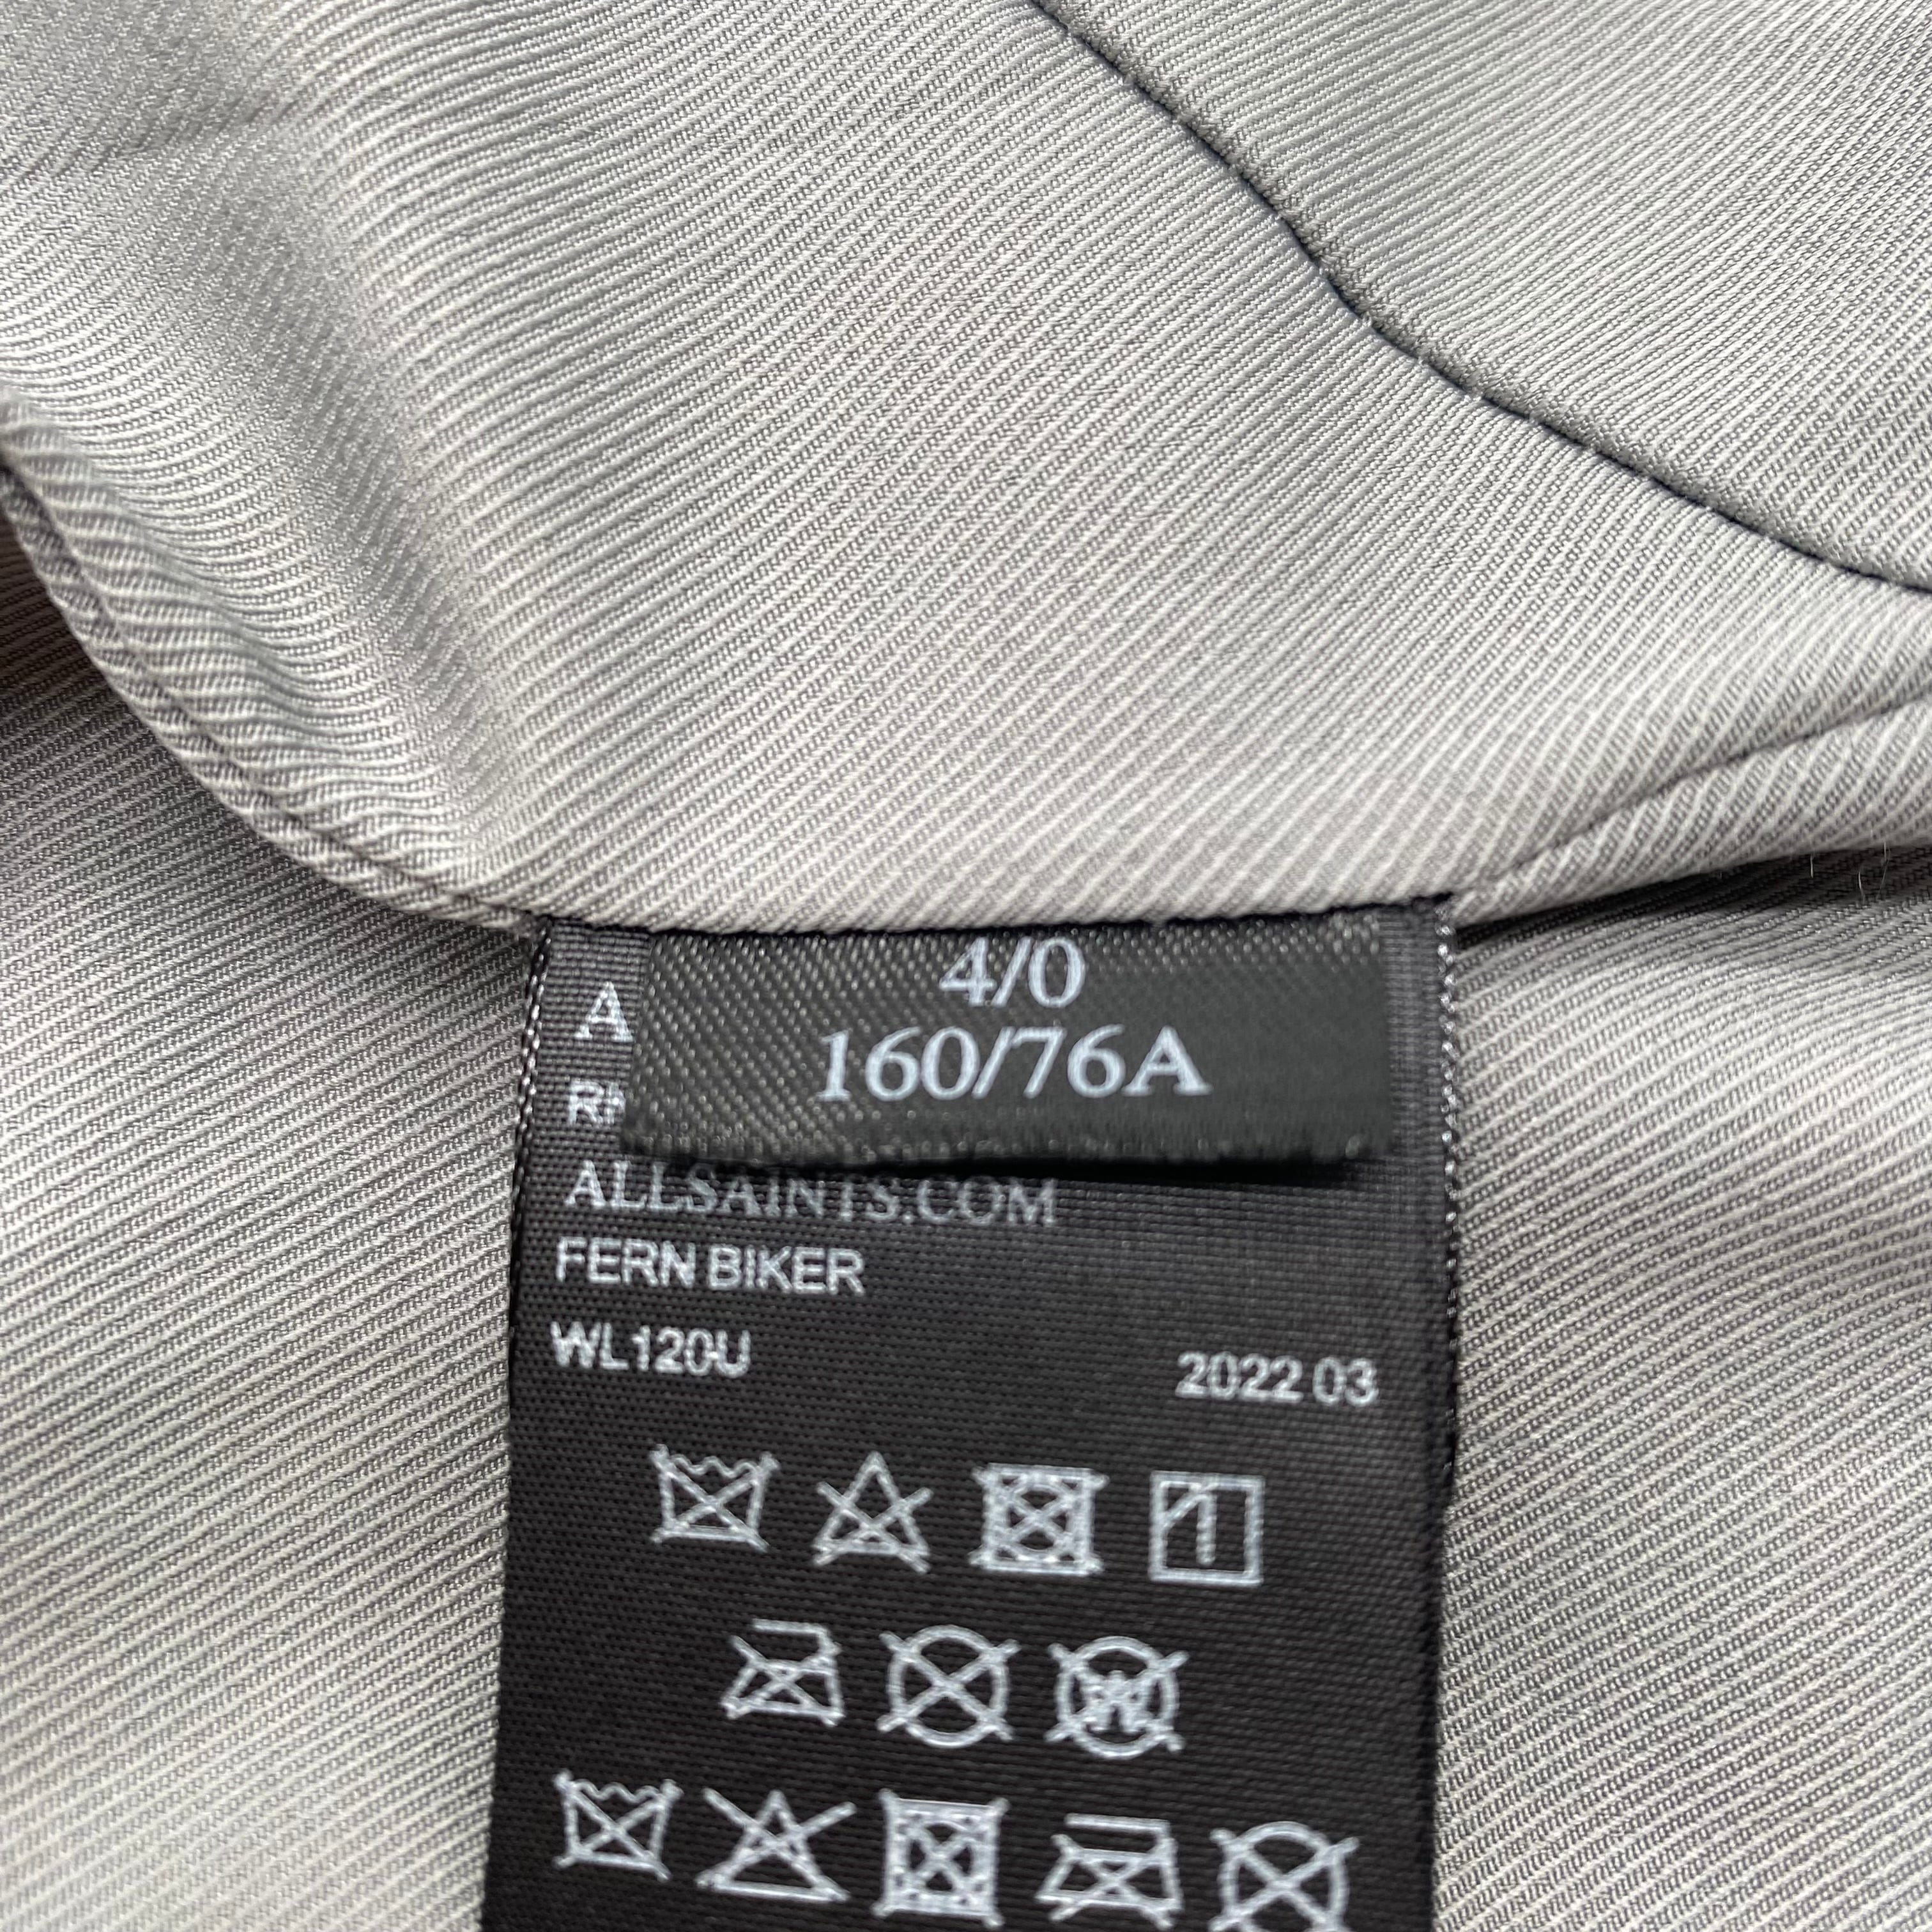 4/0
160/76A
ALLSAINTS.COM
FERN BIKER
WL120U
2022 03